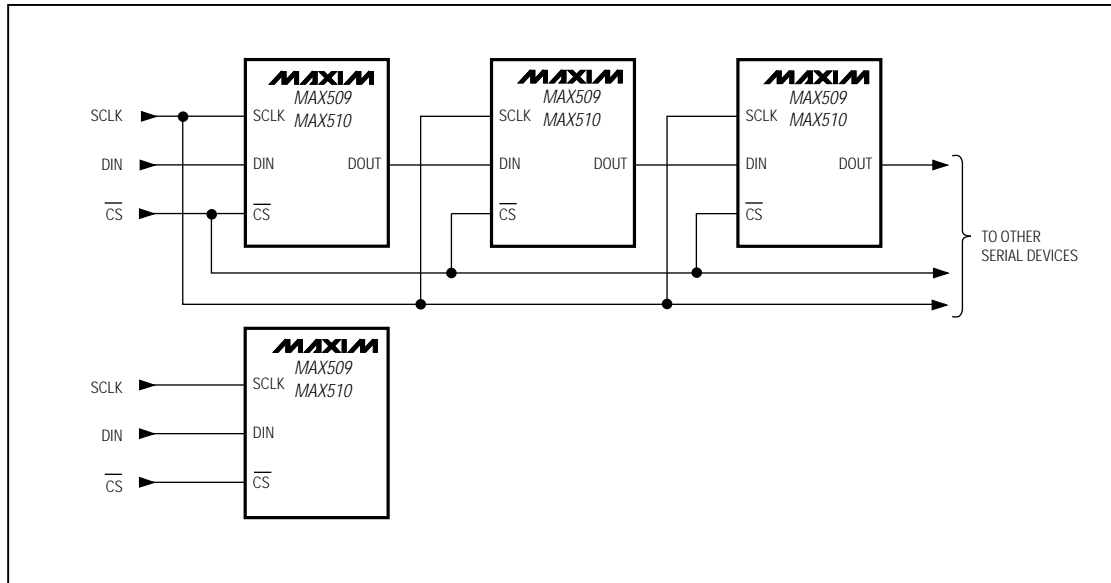 MAXIM
MAX509
MAX510
SCLK
SCLK
DIN
DIN
DOUT
CS
CS
MAXIM
MAX509
MAX510
SCLK
DIN
DOUT
CS
MAXIM
MAX509
MAX510
SCLK
DIN
DOUT
CS
TO OTHER
SERIAL DEVICES
MAXIM
MAX509
MAX510
SCLK
SCLK
DIN
DIN
CS
CS